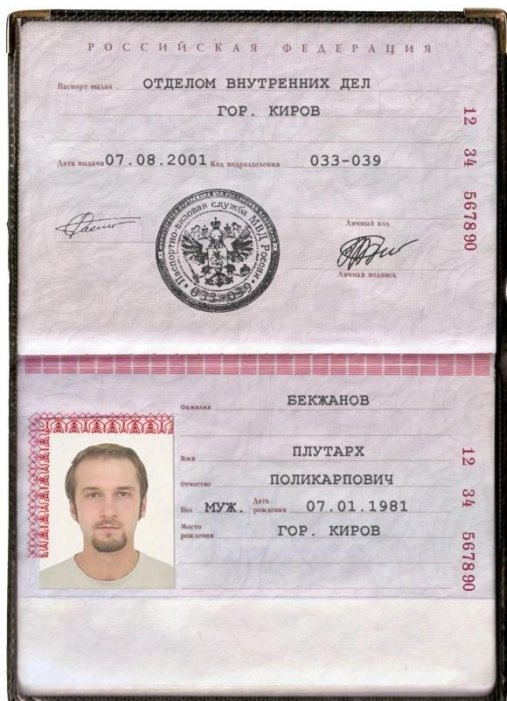 РОССИЙСКАЯ ФЕДЕРАЦИЯ
Паспорт выдан ОТДЕЛОМ ВНУТРЕННИХ ДЕЛ
ГОР. КИРОВ
Дата выдачи 07.08.2001 Код подразделения 033-039
12 34 567890
Личный код
Паспортно-визовая служба МВД России • 033-039 •
Личная подпись
Фамилия БЕКЖАНОВ
Имя ПЛУТАРХ
Отчество ПОЛИКАРПОВИЧ
Пол МУЖ. Дата рождения 07.01.1981
Место рождения ГОР. КИРОВ
12 34 567890